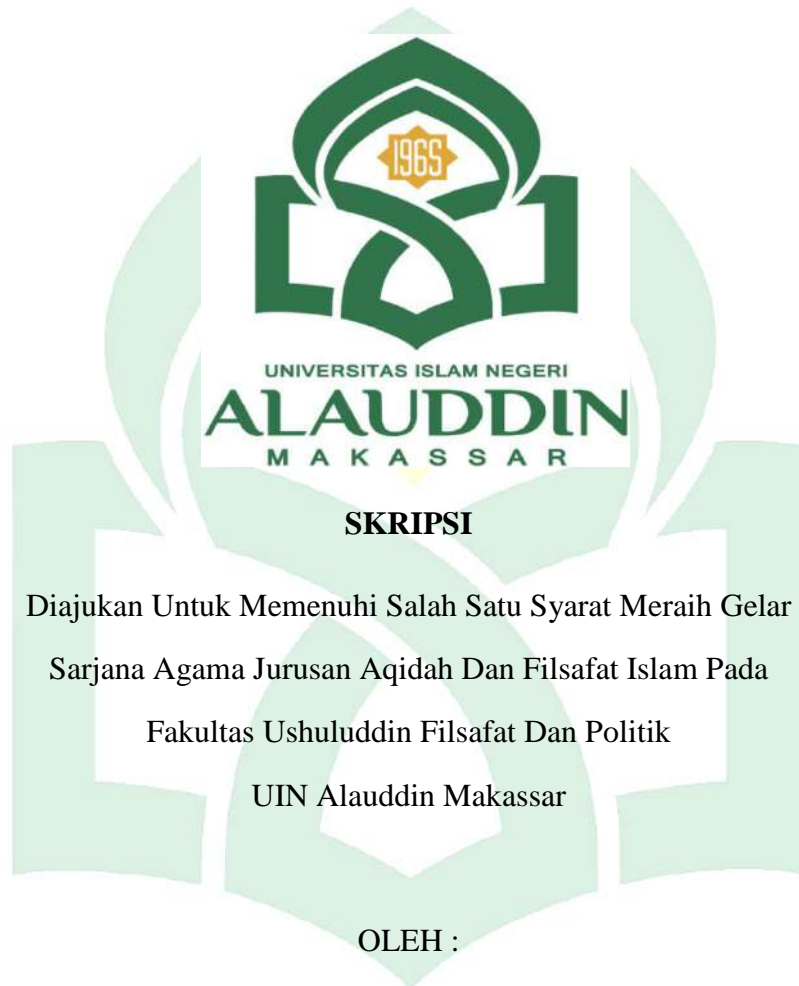 1965
UNIVERSITAS ISLAM NEGERI
ALAUDDIN
MAKASSAR
SKRIPSI
Diajukan Untuk Memenuhi Salah Satu Syarat Meraih Gelar
Sarjana Agama Jurusan Aqidah Dan Filsafat Islam Pada
Fakultas Ushuluddin Filsafat Dan Politik
UIN Alauddin Makassar
OLEH :